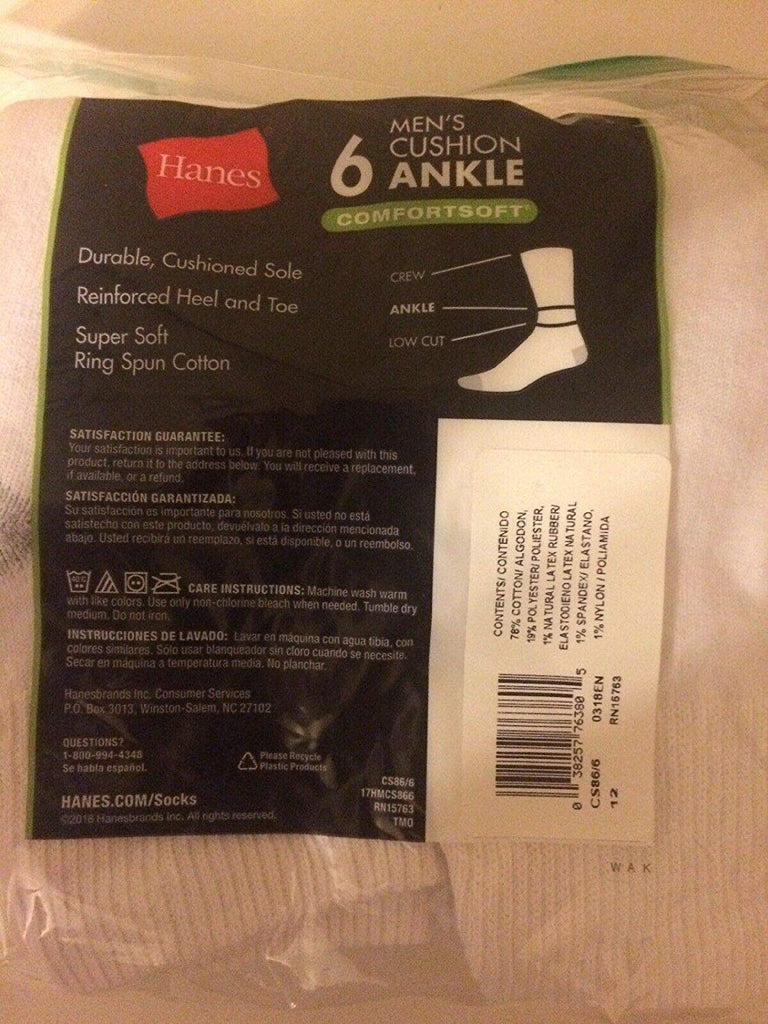 Hanes
6 MEN'S
CUSHION
ANKLE
COMFORTSOFT
Durable, Cushioned Sole
Reinforced Heel and Toe
Super Soft
Ring Spun Cotton
CREW
ANKLE
LOW CUT
SATISFACTION GUARANTEE:
Your satisfaction is important to us. If you are not pleased with this
product, return it to the address below. You will receive a replacement,
if available, or a refund.
SATISFACCIÓN GARANTIZADA:
Su satisfacción es importante para nosotros. Si usted no está
satisfecho con este producto, devuélvalo a la dirección mencionada
abajo. Usted recibirá un reemplazo, si está disponible, o un reembolso.
40°C CARE INSTRUCTIONS: Machine wash warm
with like colors. Use only non-chlorine bleach when needed. Tumble dry
medium. Do not iron.
INSTRUCCIONES DE LAVADO: Lavar en máquina con agua tibia, con
colores similares. Sólo usar blanqueador sin cloro cuando se necesite.
Secar en máquina a temperatura media. No planchar.
Hanesbrands Inc. Consumer Services
P.O. Box 3013, Winston-Salem, NC 27102
QUESTIONS?
1-800-994-4348
Se habla español.
Please Recycle
Plastic Products
HANES.COM/Socks
©2018 Hanesbrands Inc. All rights reserved.
CS86/6
17HMCS866
RN15763
TMO
CONTENTS/ CONTENIDO
78% COTTON/ ALGODON,
19% POLYESTER/ POLIESTER,
1% NATURAL LATEX RUBBER/
ELASTODIENO LATEX NATURAL
1% SPANDEX/ ELASTANO,
1% NYLON / POLIAMIDA
0 38257 76380 5
CS86/6 0318EN
12 RN15763
WAK